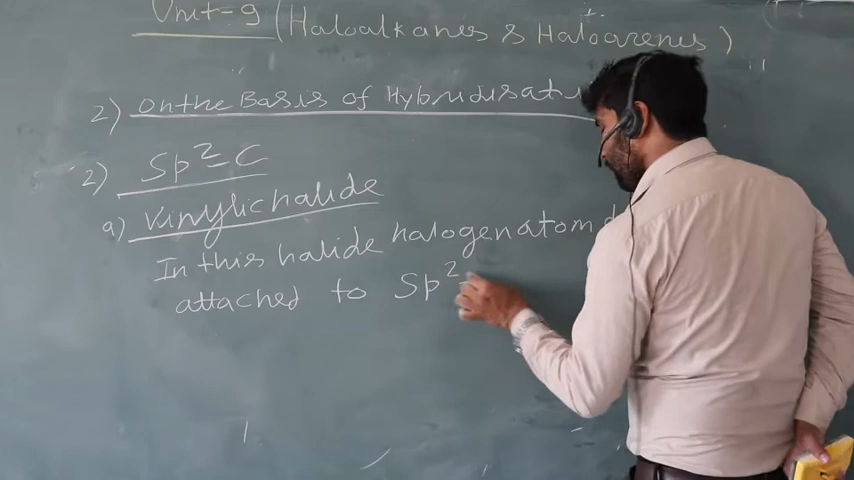 Unit-9 (Haloalkanes & Haloarenes)
2) On the Basis of Hybridisat
2) Sp²-C
a) Vinylic halide
In this halide halogen atom
attached to Sp²